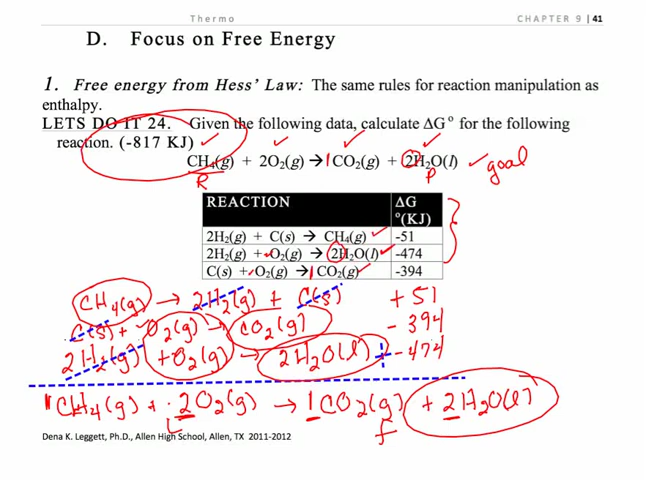 Thermo CHAPTER 9 | 41
D. Focus on Free Energy
1. Free energy from Hess' Law: The same rules for reaction manipulation as
enthalpy.
LETS DO IT 24. Given the following data, calculate ΔG° for the following
reaction. (-817 KJ)
CH₄(g) + 2O₂(g) → 1CO₂(g) + 2H₂O(l) goal
R P
REACTION ΔG
°(KJ)
2H₂(g) + C(s) → CH₄(g) -51
2H₂(g) + O₂(g) → 2H₂O(l) -474
C(s) + O₂(g) → 1CO₂(g) -394
CH₄(g) → 2H₂(g) + C(s) +51
C(s) + O₂(g) → CO₂(g) -394
2H₂(g) + O₂(g) → 2H₂O(l) + -474
1CH₄(g) + 2O₂(g) → 1CO₂(g) + 2H₂O(l)
Dena K. Leggett, Ph.D., Allen High School, Allen, TX 2011-2012